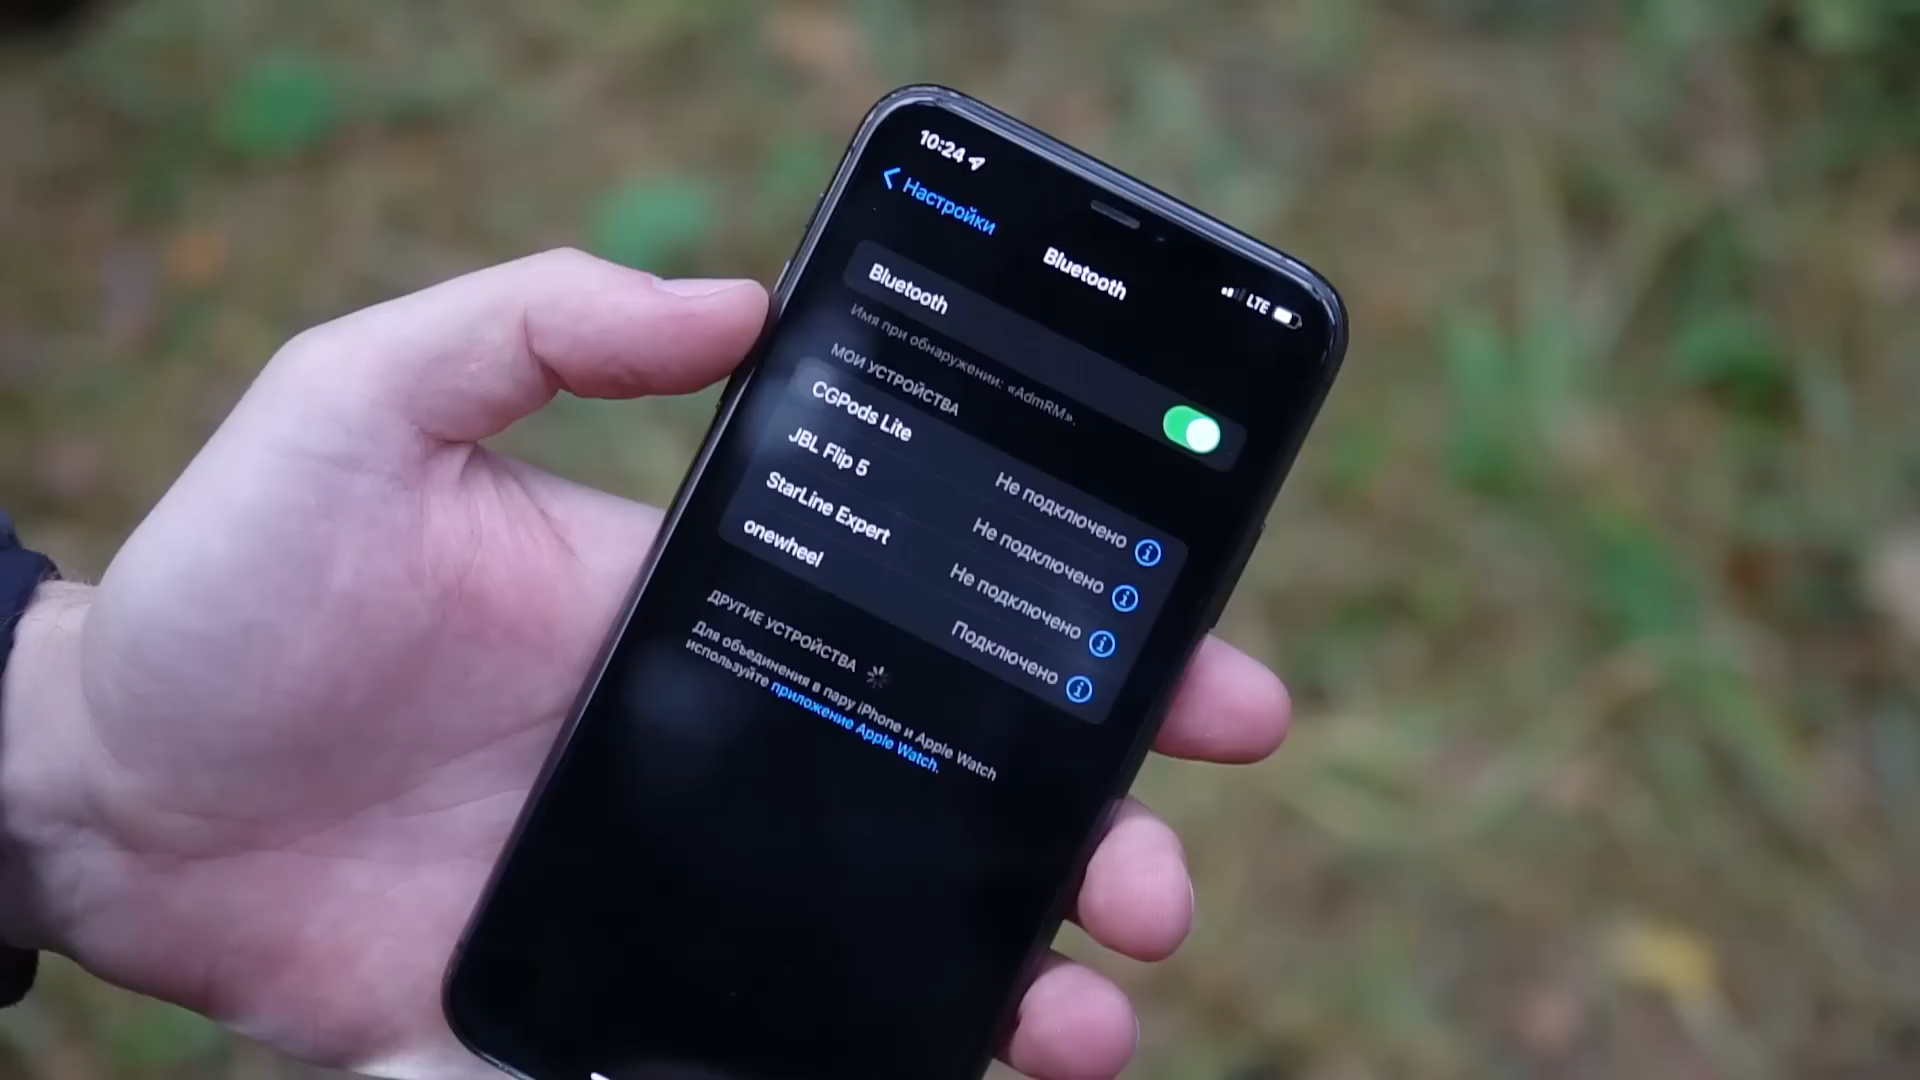 10:24
Настройки
Bluetooth
LTE
Bluetooth
Имя при обнаружении: «AdmRM».
МОИ УСТРОЙСТВА
CGPods Lite Не подключено
JBL Flip 5 Не подключено
StarLine Expert Не подключено
onewheel Подключено
ДРУГИЕ УСТРОЙСТВА
Для объединения в пару iPhone и Apple Watch
используйте приложение Apple Watch.